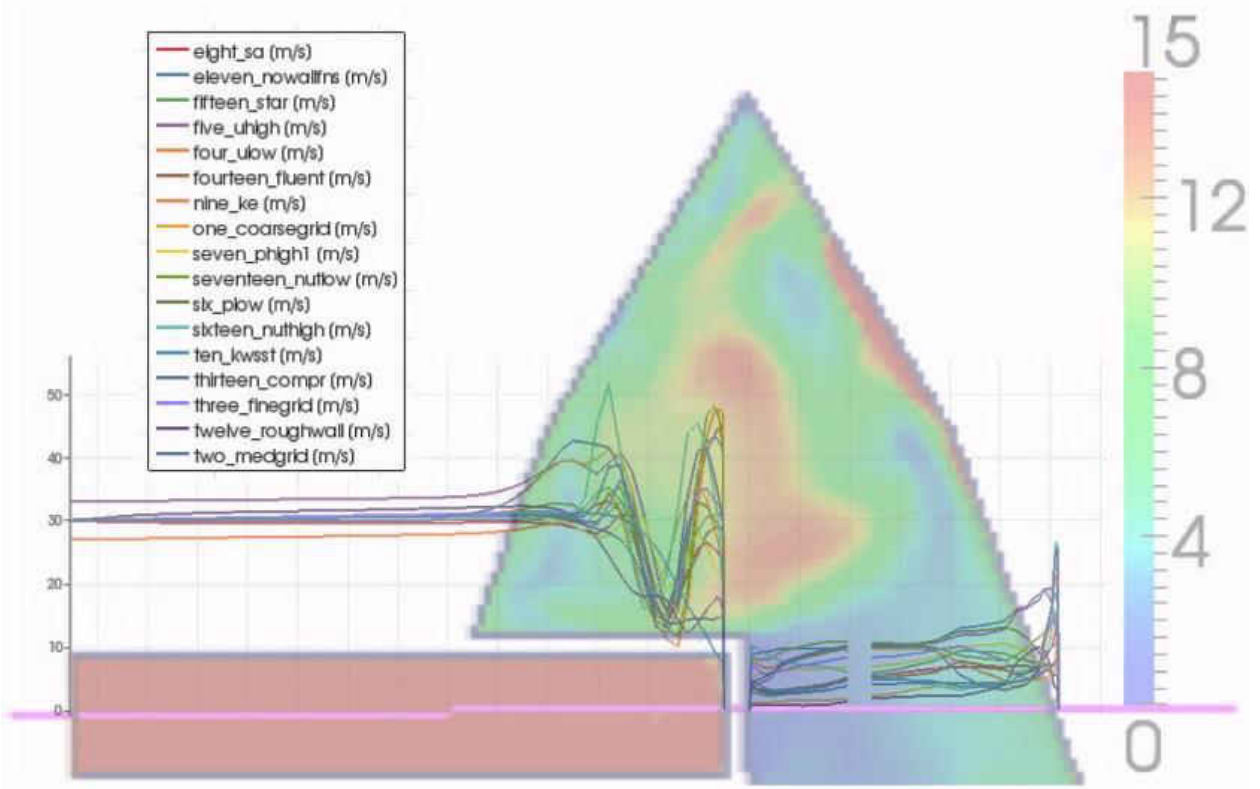 eight_sa (m/s)
eleven_nowallfns (m/s)
fifteen_star (m/s)
five_uhigh (m/s)
four_ulow (m/s)
fourteen_fluent (m/s)
nine_ke (m/s)
one_coarsegrid (m/s)
seven_phigh1 (m/s)
seventeen_nutlow (m/s)
six_plow (m/s)
sixteen_nuthigh (m/s)
ten_kwsst (m/s)
thirteen_compr (m/s)
three_finegrid (m/s)
twelve_roughwall (m/s)
two_medgrid (m/s)
50
40
30
20
10
0
15
12
8
4
0